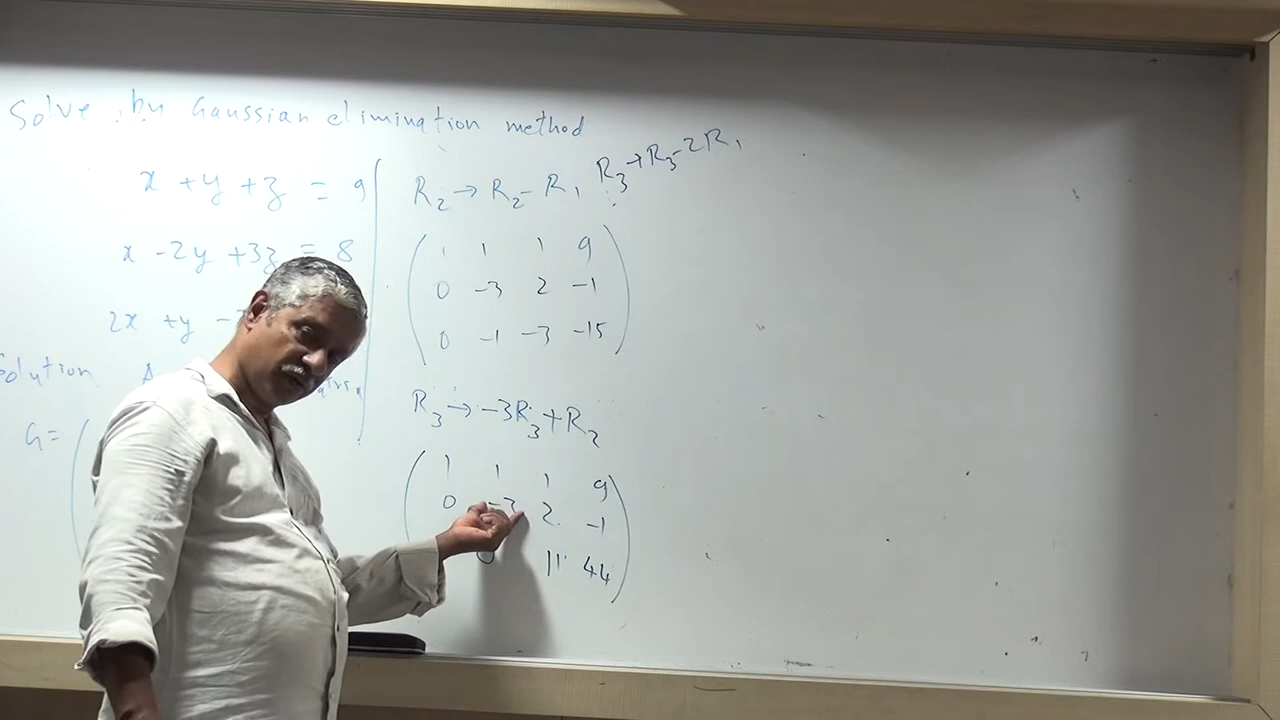 Solve by Gaussian elimination method
x + y + z = 9
x - 2y + 3z = 8
2x + y -
Solution
G =
R2 → R2 - R1 R3 → R3 - 2R1
1 1 1 9
0 -3 2 -1
0 -1 -3 -15
R3 → -3R3 + R2
1 1 1 9
0 -3 2 -1
0 11 44